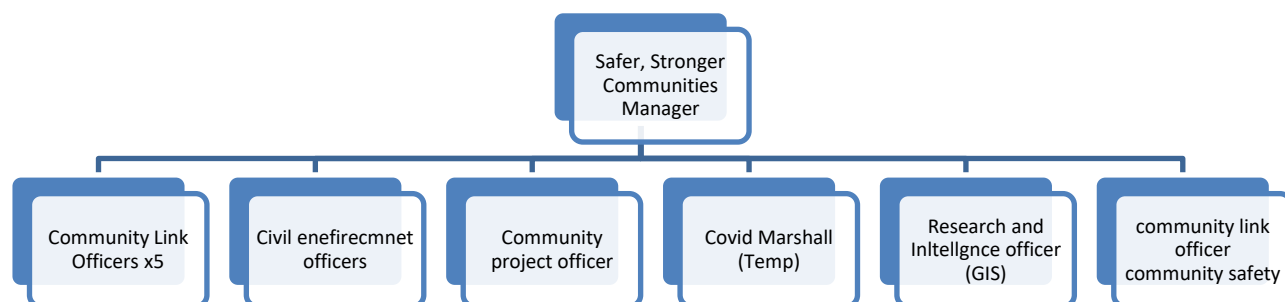 Safer, Stronger
Communities
Manager
Community Link
Officers x5
Civil enefirecmnet
officers
Community
project officer
Covid Marshall
(Temp)
Research and
Inltellgnce officer
(GIS)
community link
officer
community safety